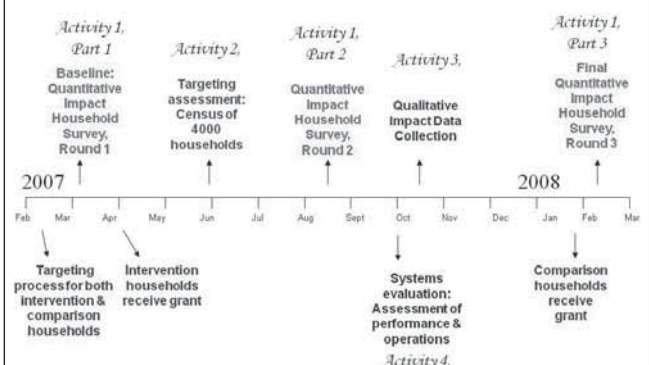 Activity 1,
Part 1
Baseline:
Quantitative
Impact
Household
Survey,
Round 1
Activity 2,
Targeting
assessment:
Census of
4000
households
Activity 1,
Part 2
Quantitative
Impact
Household
Survey,
Round 2
Activity 3,
Qualitative
Impact Data
Collection
Activity 1,
Part 3
Final
Quantitative
Impact
Household
Survey,
Round 3
2007
2008
Feb Mar Apr May Jun Jul Aug Sept Oct Nov Dec Jan Feb Mar
Targeting
process for both
intervention &
comparison
households
Intervention
households
receive grant
Systems
evaluation:
Assessment of
performance &
operations
Activity 4,
Comparison
households
receive
grant